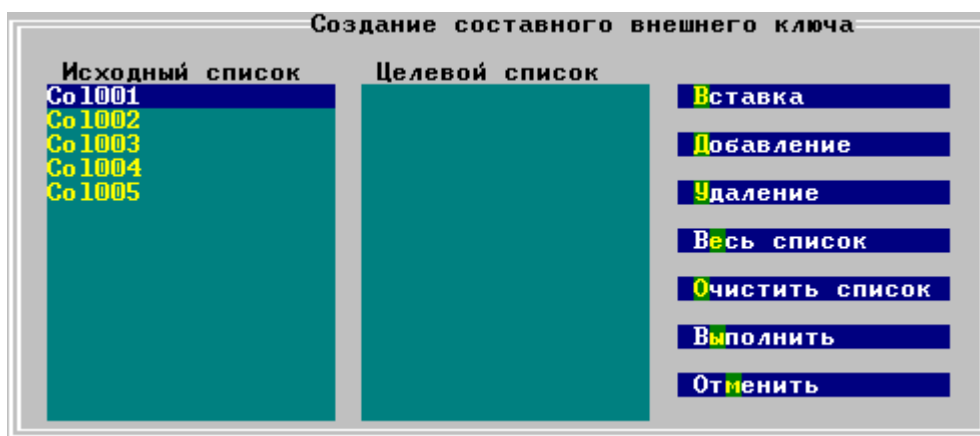 Создание составного внешнего ключа
Исходный список
Целевой список
Col001
Col002
Col003
Col004
Col005
Вставка
Добавление
Удаление
Весь список
Очистить список
Выполнить
Отменить